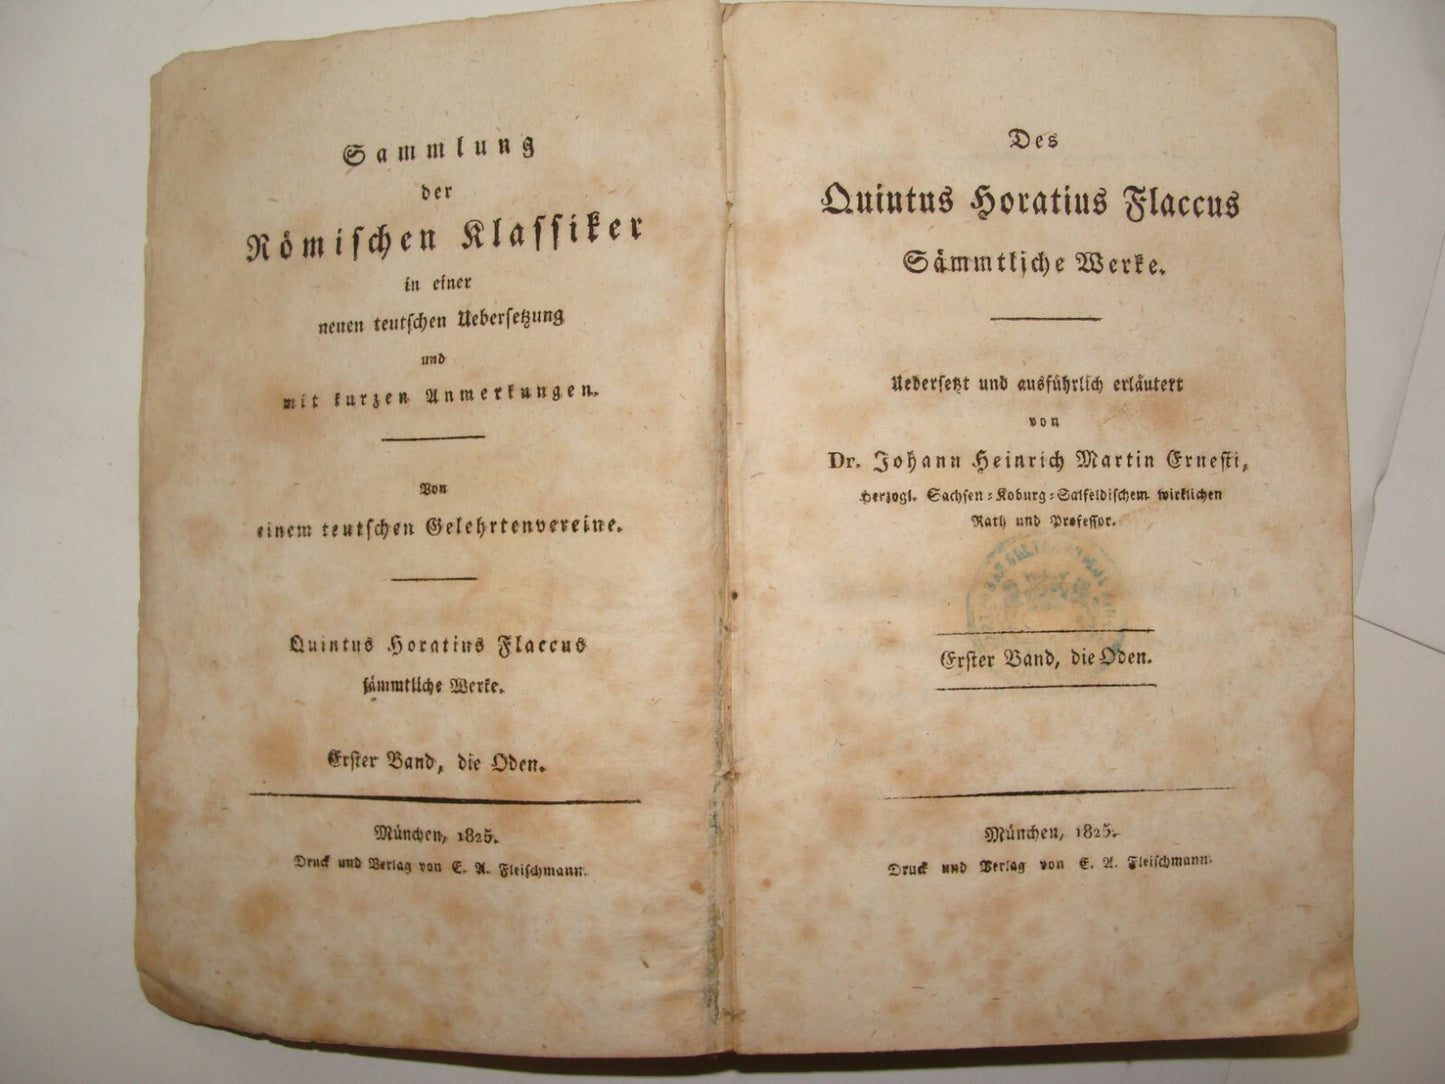 Sammlung
der
Römischen Klassiker
in einer
neuen teutschen Uebersetzung
und
mit kurzen Anmerkungen.
Von
einem teutschen Gelehrtenvereine.
Quintus Horatius Flaccus
sämmtliche Werke.
Erster Band, die Oden.
München, 1825.
Druck und Verlag von E. A. Fleischmann.
Des
Quintus Horatius Flaccus
Sämmtliche Werke.
Uebersetzt und ausführlich erläutert
von
Dr. Johann Heinrich Martin Ernesti,
Herzogl. Sachsen-Koburg-Salfeldischem wirklichen
Rath und Professor.
Erster Band, die Oden.
München, 1825.
Druck und Verlag von E. A. Fleischmann.